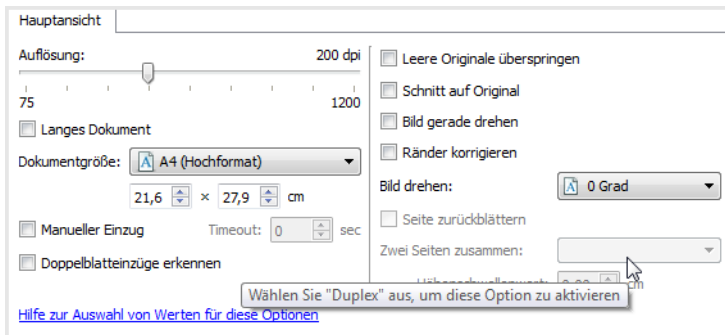 Hauptansicht
Auflösung: 200 dpi
75 1200
Langes Dokument
Dokumentgröße: A4 (Hochformat)
21,6 × 27,9 cm
Manueller Einzug Timeout: 0 sec
Doppelblatteinzüge erkennen
Hilfe zur Auswahl von Werten für diese Optionen
Leere Originale überspringen
Schnitt auf Original
Bild gerade drehen
Ränder korrigieren
Bild drehen: 0 Grad
Seite zurückblättern
Zwei Seiten zusammen:
cm
Wählen Sie "Duplex" aus, um diese Option zu aktivieren